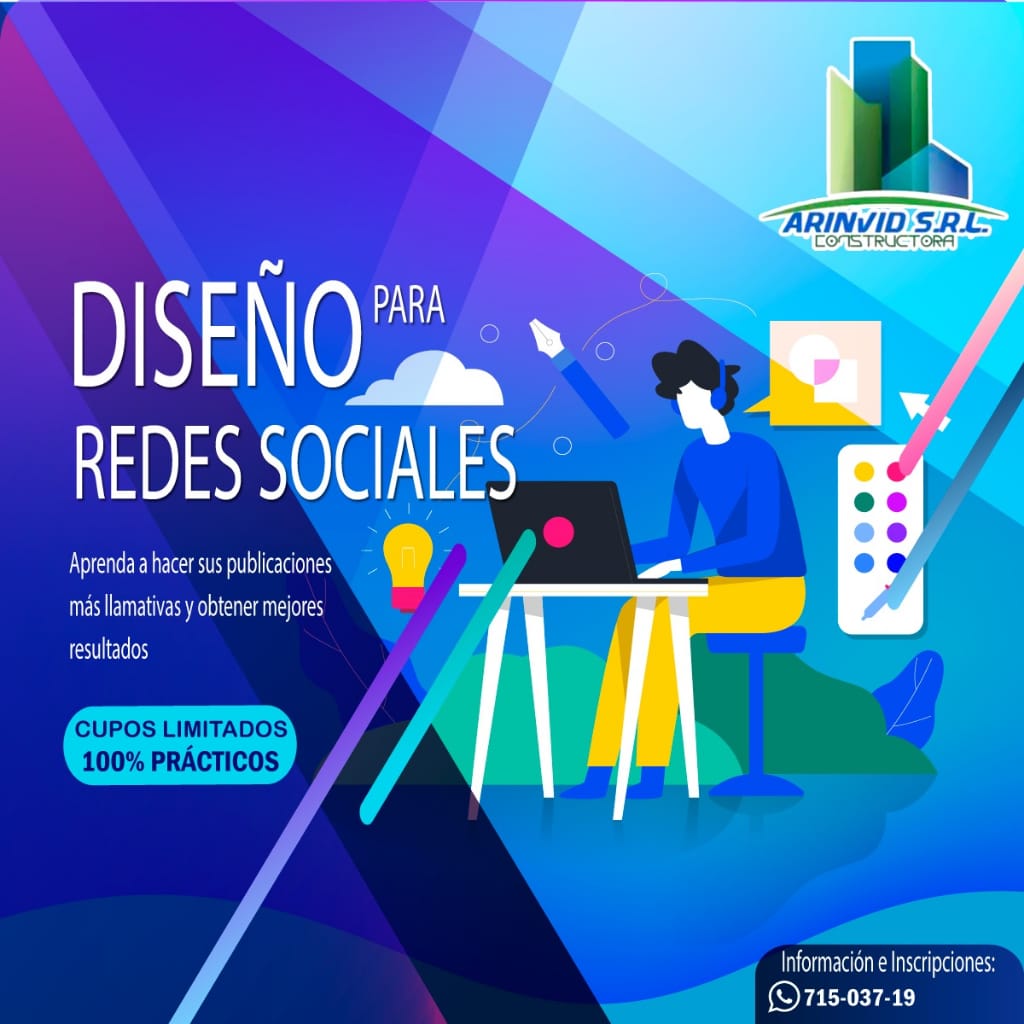 ARINVID S.R.L.
CONSTRUCTORA
DISEÑO PARA
REDES SOCIALES
Aprenda a hacer sus publicaciones
más llamativas y obtener mejores
resultados
CUPOS LIMITADOS
100% PRÁCTICOS
Información e Inscripciones:
715-037-19